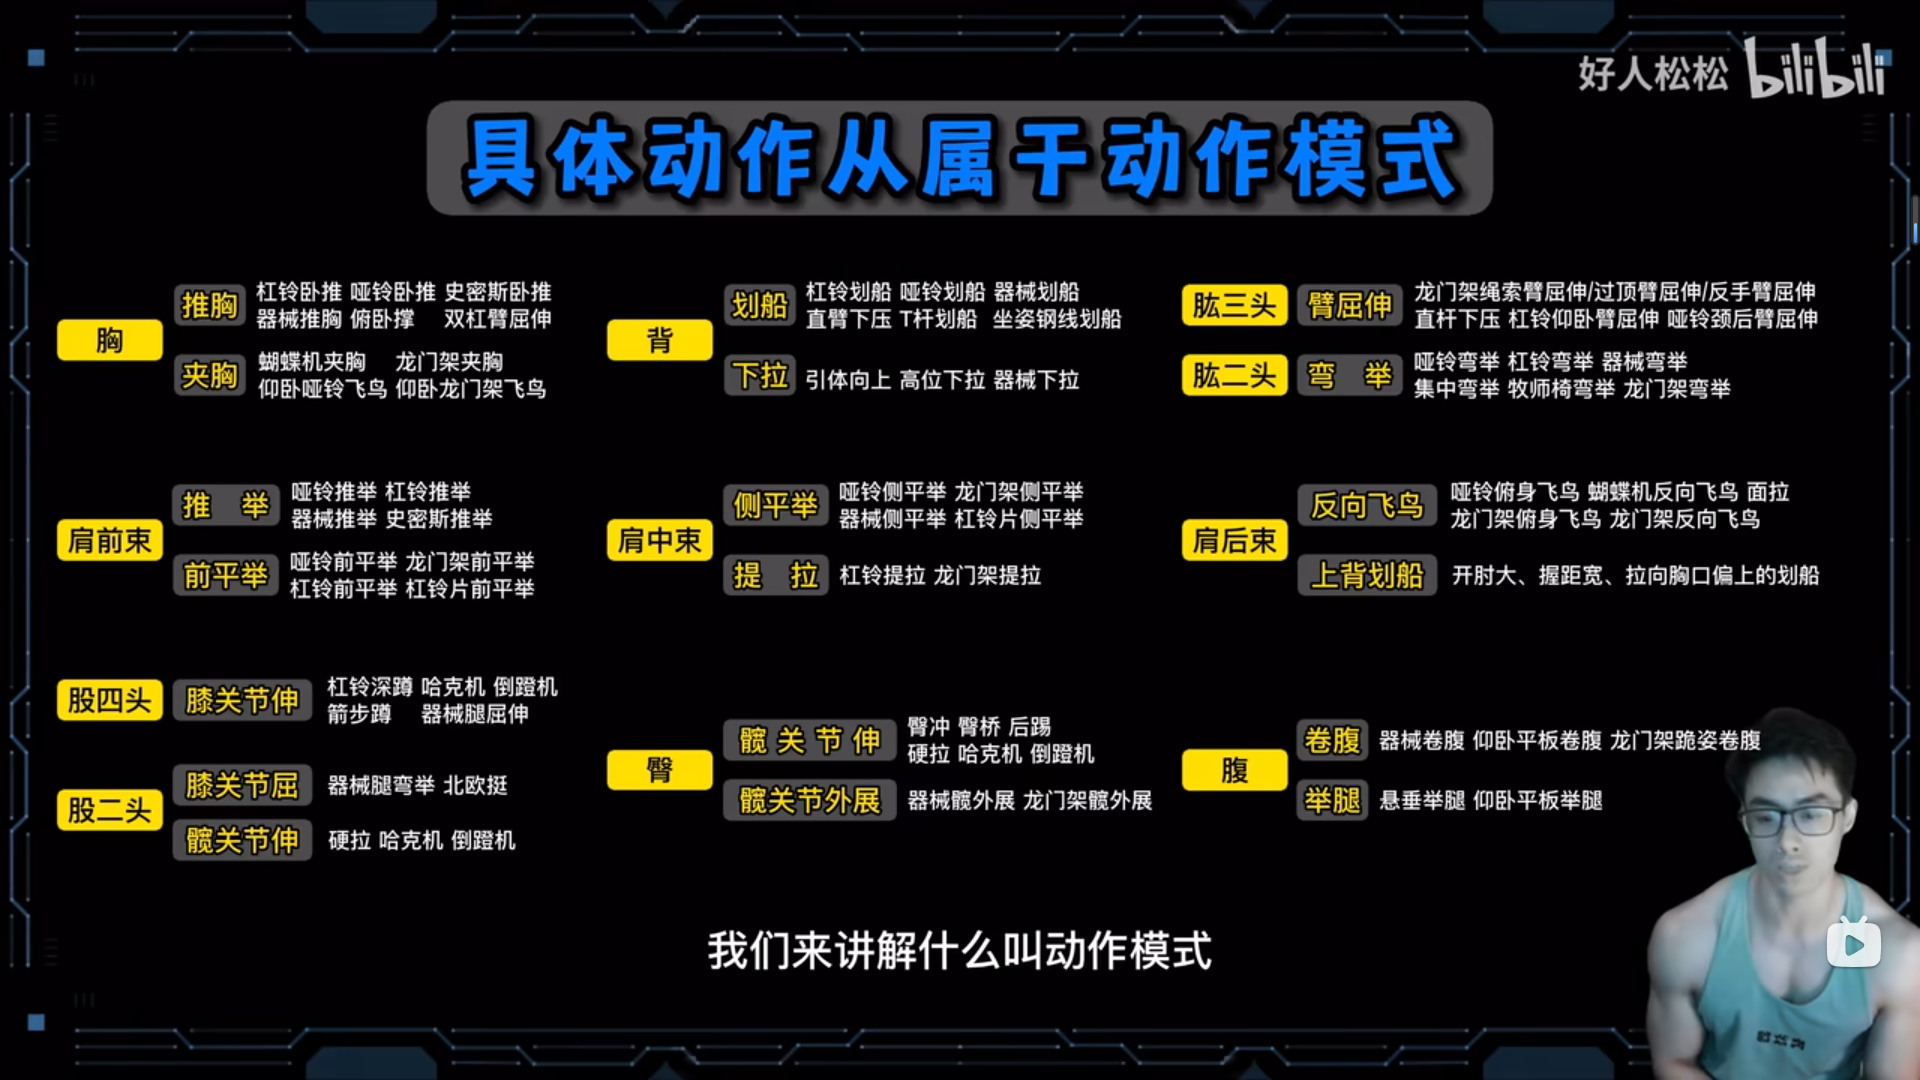 好人松松 bilibili
具体动作从属于动作模式
胸
推胸
杠铃卧推 哑铃卧推 史密斯卧推
器械推胸 俯卧撑 双杠臂屈伸
夹胸
蝴蝶机夹胸 龙门架夹胸
仰卧哑铃飞鸟 仰卧龙门架飞鸟
背
划船
杠铃划船 哑铃划船 器械划船
直臂下压 T杆划船 坐姿钢线划船
下拉
引体向上 高位下拉 器械下拉
肱三头
臂屈伸
龙门架绳索臂屈伸/过顶臂屈伸/反手臂屈伸
直杆下压 杠铃仰卧臂屈伸 哑铃颈后臂屈伸
肱二头
弯 举
哑铃弯举 杠铃弯举 器械弯举
集中弯举 牧师椅弯举 龙门架弯举
肩前束
推 举
哑铃推举 杠铃推举
器械推举 史密斯推举
前平举
哑铃前平举 龙门架前平举
杠铃前平举 杠铃片前平举
肩中束
侧平举
哑铃侧平举 龙门架侧平举
器械侧平举 杠铃片侧平举
提 拉
杠铃提拉 龙门架提拉
肩后束
反向飞鸟
哑铃俯身飞鸟 蝴蝶机反向飞鸟 面拉
龙门架俯身飞鸟 龙门架反向飞鸟
上背划船
开肘大、握距宽、拉向胸口偏上的划船
股四头
膝关节伸
杠铃深蹲 哈克机 倒蹬机
箭步蹲 器械腿屈伸
股二头
膝关节屈
器械腿弯举 北欧挺
髋关节伸
硬拉 哈克机 倒蹬机
臀
髋关节伸
臀冲 臀桥 后踢
硬拉 哈克机 倒蹬机
髋关节外展
器械髋外展 龙门架髋外展
腹
卷腹
器械卷腹 仰卧平板卷腹 龙门架跪姿卷腹
举腿
悬垂举腿 仰卧平板举腿
我们来讲解什么叫动作模式